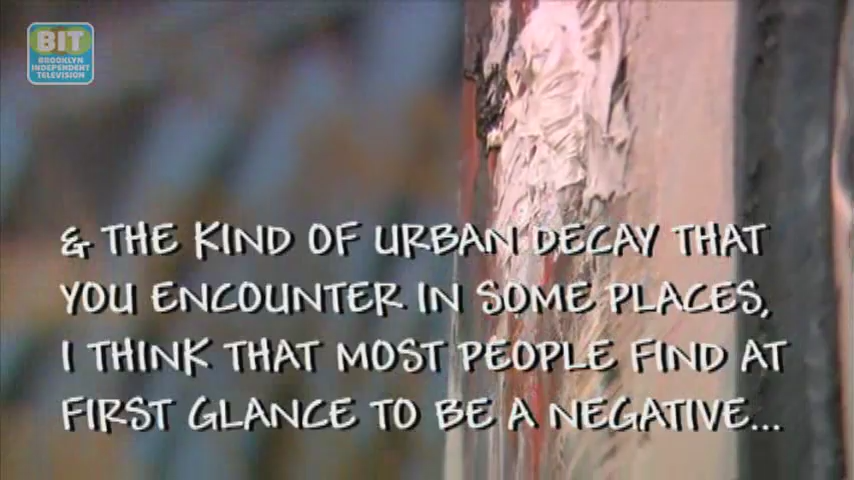 BIT
BROOKLYN
INDEPENDENT
TELEVISION
& THE KIND OF URBAN DECAY THAT
YOU ENCOUNTER IN SOME PLACES,
I THINK THAT MOST PEOPLE FIND AT
FIRST GLANCE TO BE A NEGATIVE...